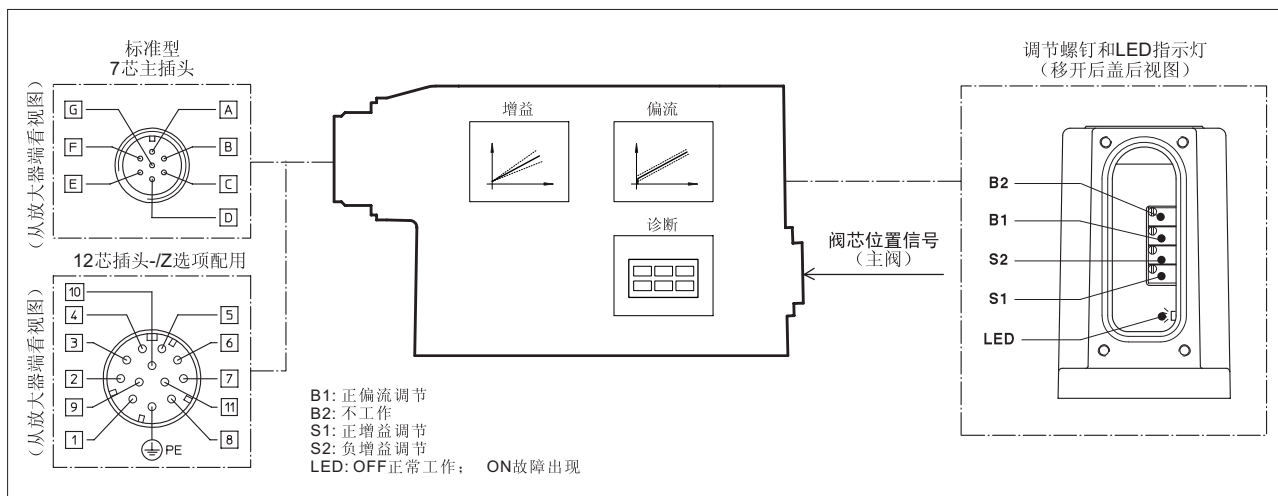 标准型
7芯主插头
(从放大器端看视图)
G
A
F
B
E
C
D
12芯插头-/Z选项配用
(从放大器端看视图)
10
4
5
3
6
2
7
9
11
1
8
PE
增益
偏流
诊断
阀芯位置信号
（主阀）
B1: 正偏流调节
B2: 不工作
S1: 正增益调节
S2: 负增益调节
LED: OFF正常工作； ON故障出现
调节螺钉和LED指示灯
（移开后盖后视图）
B2
B1
S2
S1
LED